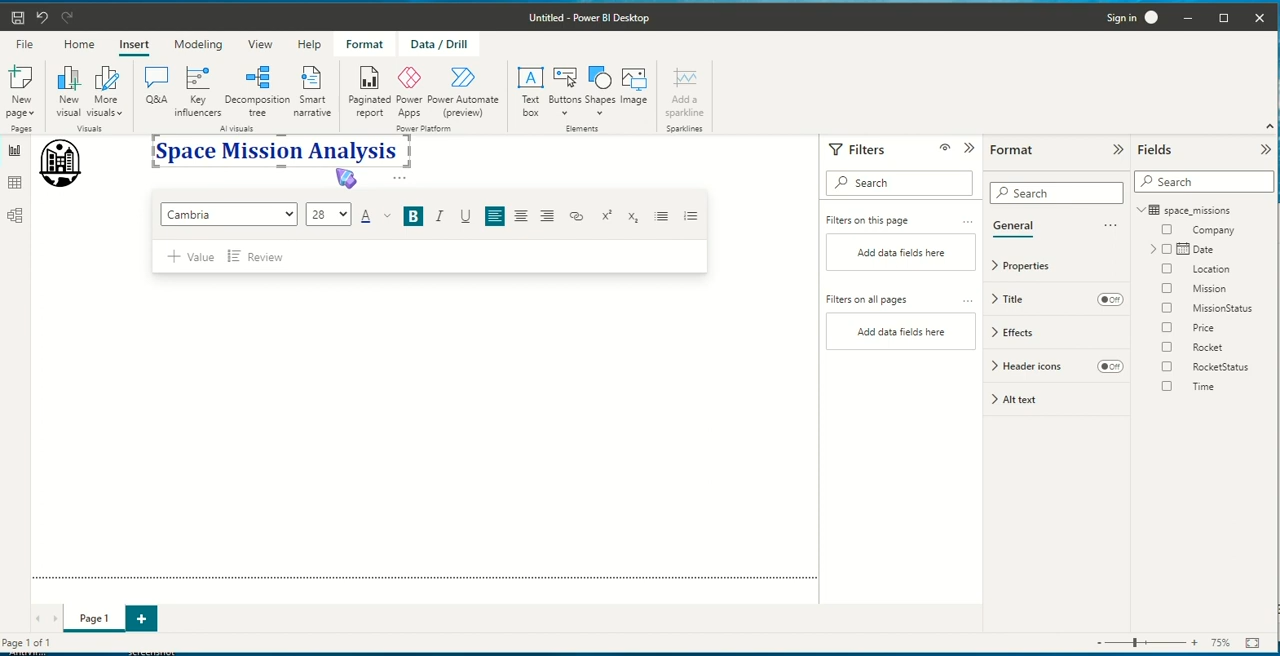 Untitled - Power BI Desktop
Sign in
File Home Insert Modeling View Help Format Data / Drill
New page
New visual
More visuals
Q&A
Key influencers
Decomposition tree
Smart narrative
Paginated report
Power Apps
Power Automate (preview)
Text box
Buttons
Shapes
Image
Add a sparkline
Pages Visuals AI visuals Power Platform Elements Sparklines
Space Mission Analysis
Cambria 28 A B I U x² x₂
+ Value Review
Filters
Search
Filters on this page
Add data fields here
Filters on all pages
Add data fields here
Format
Search
General
Properties
Title Off
Effects
Header icons Off
Alt text
Fields
Search
space_missions
Company
Date
Location
Mission
MissionStatus
Price
Rocket
RocketStatus
Time
Page 1 +
Page 1 of 1
- + 75%
screenshot